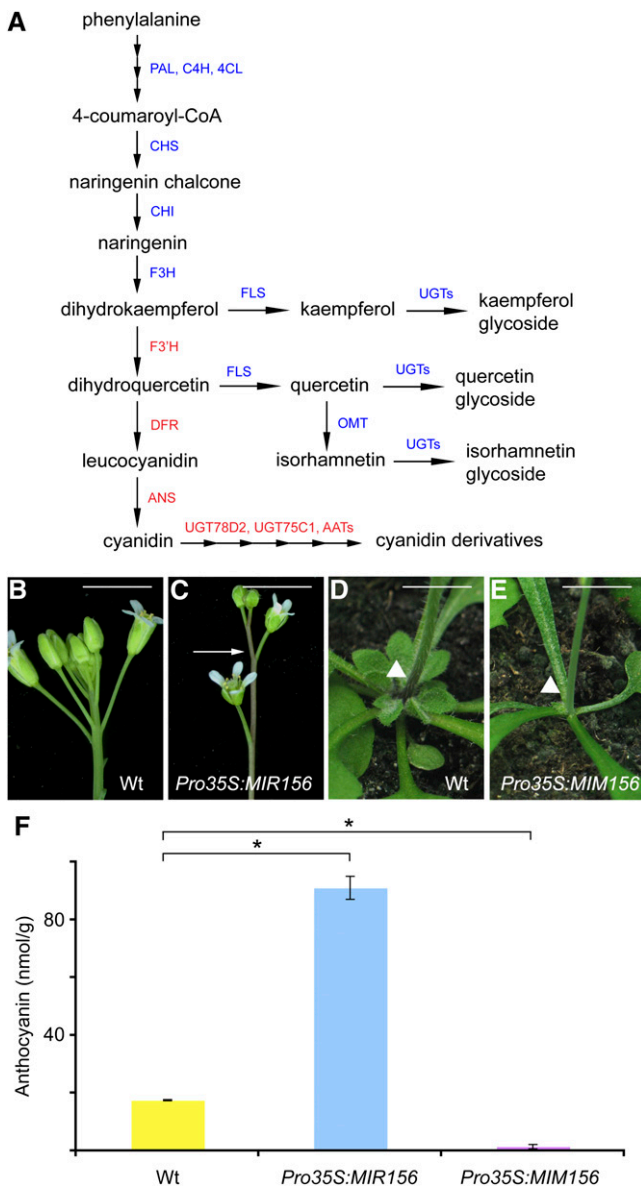 A
phenylalanine
PAL, C4H, 4CL
4-coumaroyl-CoA
CHS
naringenin chalcone
CHI
naringenin
F3H
dihydrokaempferol
FLS
kaempferol
UGTs
kaempferol
glycoside
F3'H
dihydroquercetin
FLS
quercetin
UGTs
quercetin
glycoside
DFR
OMT
leucocyanidin
isorhamnetin
UGTs
isorhamnetin
glycoside
ANS
cyanidin
UGT78D2, UGT75C1, AATs
cyanidin derivatives
B
Wt
C
Pro35S:MIR156
D
Wt
E
Pro35S:MIM156
F
*
*
Anthocyanin (nmol/g)
80
40
Wt
Pro35S:MIR156
Pro35S:MIM156